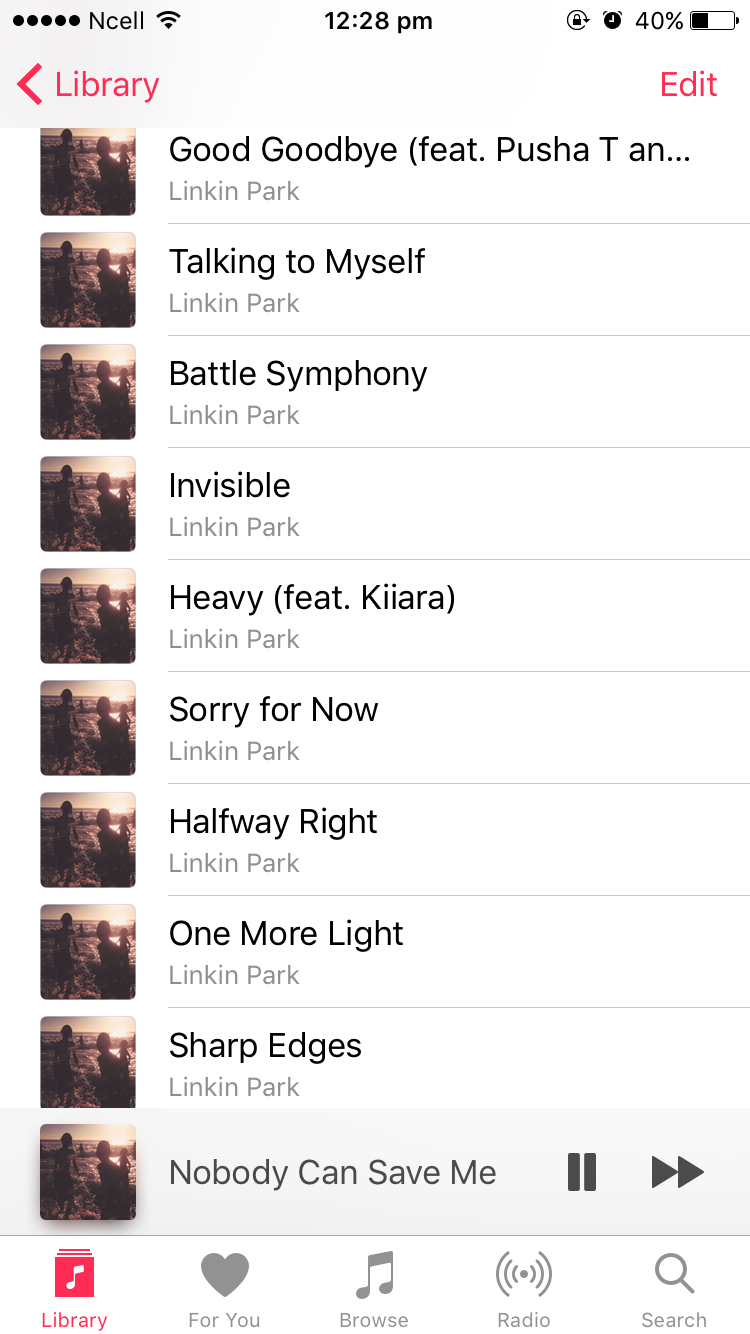 Ncell 12:28 pm 40%
Library Edit
Good Goodbye (feat. Pusha T an...
Linkin Park
Talking to Myself
Linkin Park
Battle Symphony
Linkin Park
Invisible
Linkin Park
Heavy (feat. Kiiara)
Linkin Park
Sorry for Now
Linkin Park
Halfway Right
Linkin Park
One More Light
Linkin Park
Sharp Edges
Linkin Park
Nobody Can Save Me
Library For You Browse Radio Search